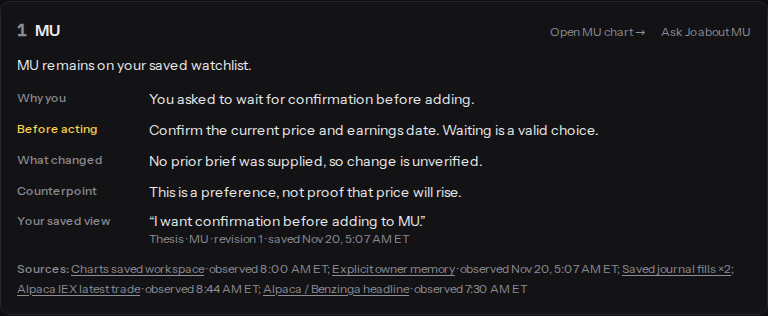 1 MU Open MU chart → Ask Jo about MU
MU remains on your saved watchlist.
Why you You asked to wait for confirmation before adding.
Before acting Confirm the current price and earnings date. Waiting is a valid choice.
What changed No prior brief was supplied, so change is unverified.
Counterpoint This is a preference, not proof that price will rise.
Your saved view “I want confirmation before adding to MU.”
Thesis · MU · revision 1 · saved Nov 20, 5:07 AM ET
Sources: Charts saved workspace · observed 8:00 AM ET; Explicit owner memory · observed Nov 20, 5:07 AM ET; Saved journal fills ×2;
Alpaca IEX latest trade · observed 8:44 AM ET; Alpaca / Benzinga headline · observed 7:30 AM ET